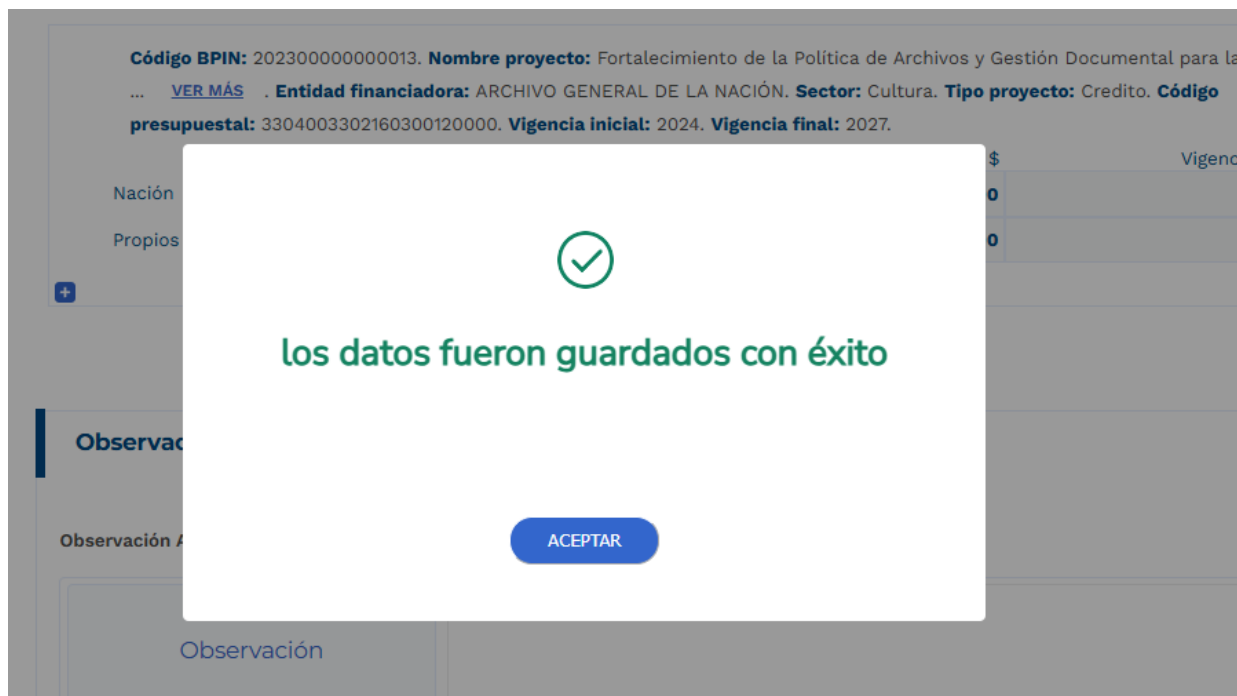 Código BPIN: 202300000000013. Nombre proyecto: Fortalecimiento de la Política de Archivos y Gestión Documental para la
... VER MÁS . Entidad financiadora: ARCHIVO GENERAL DE LA NACIÓN. Sector: Cultura. Tipo proyecto: Credito. Código
presupuestal: 3304003302160300120000. Vigencia inicial: 2024. Vigencia final: 2027.
$
Nación 0
Propios 0
+
los datos fueron guardados con éxito
Observación A
ACEPTAR
Observación